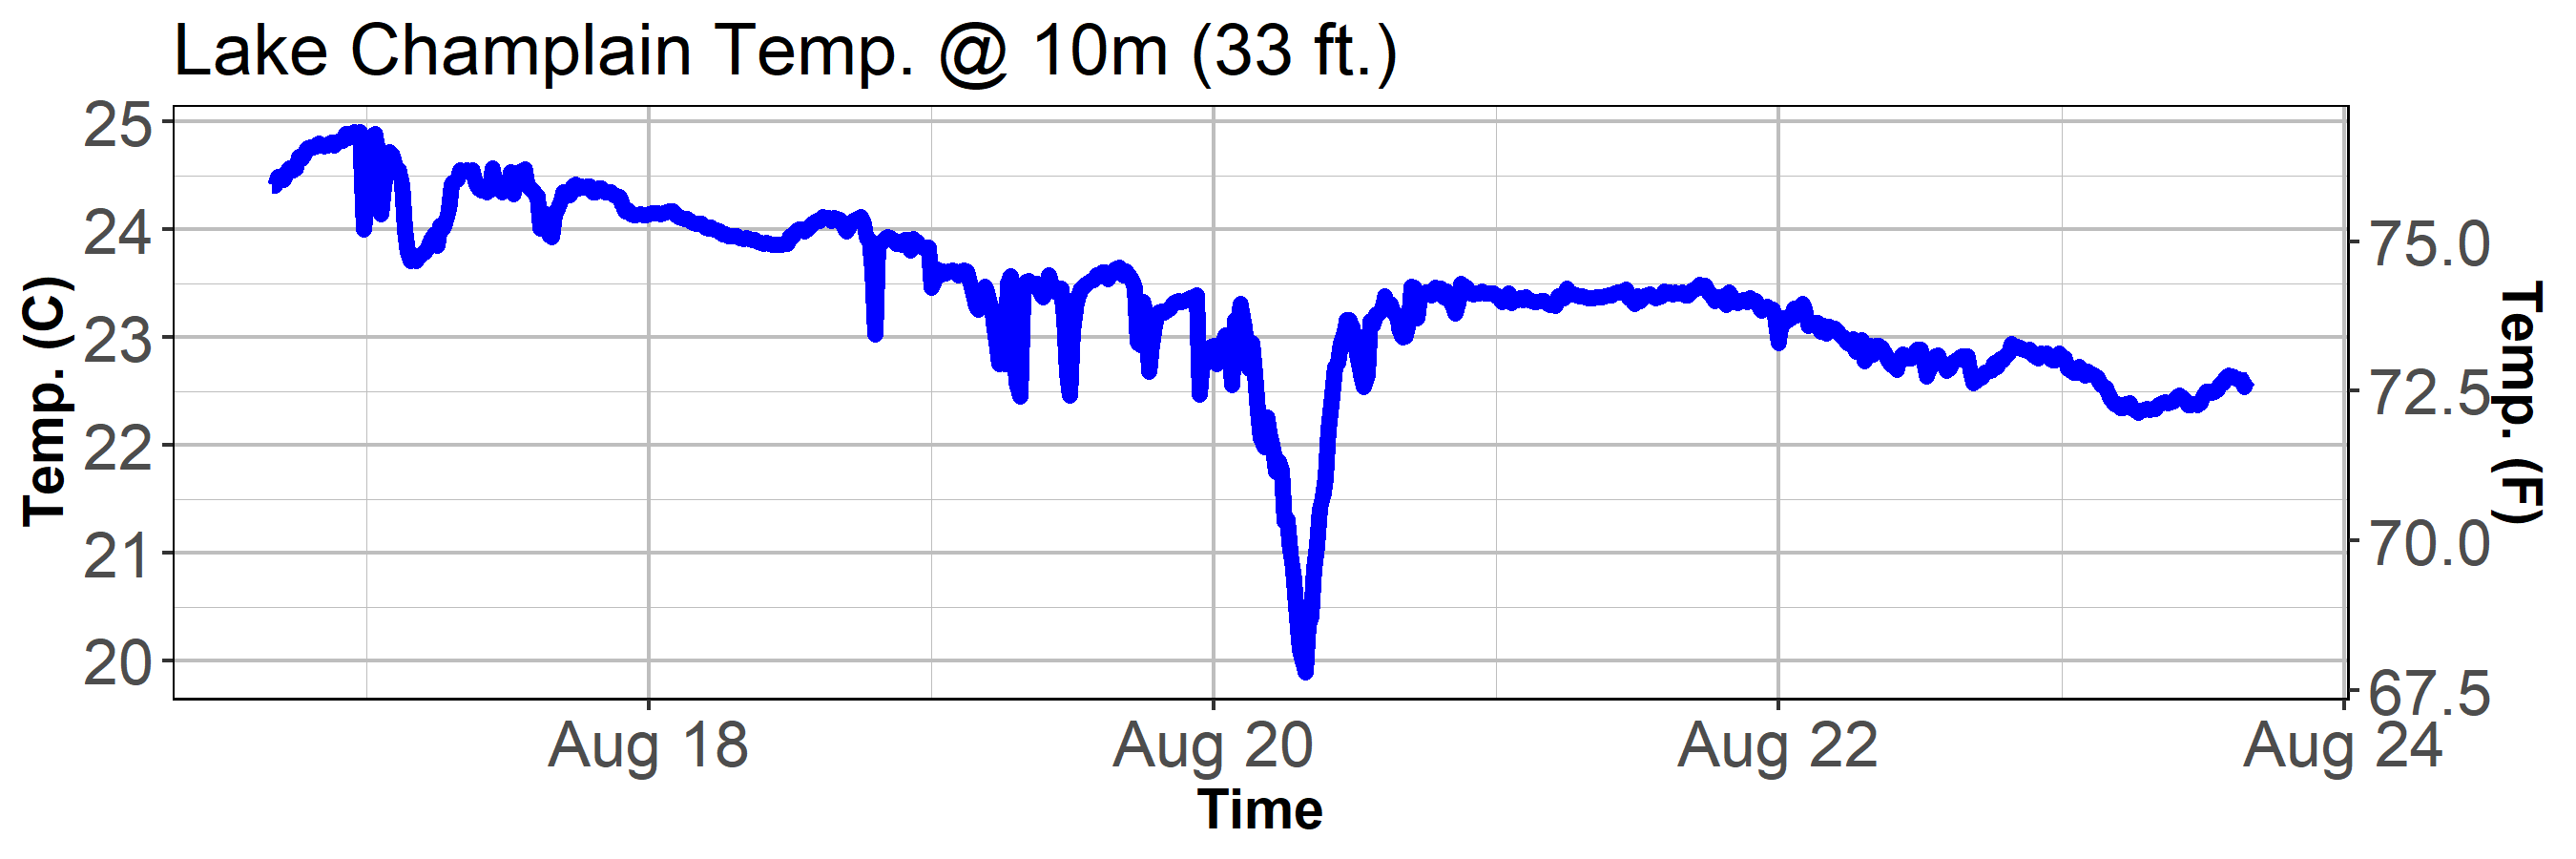 Lake Champlain Temp. @ 10m (33 ft.)
25
24
23
22
21
20
Temp. (C)
75.0
72.5
70.0
67.5
Temp. (F)
Aug 18
Aug 20
Aug 22
Aug 24
Time